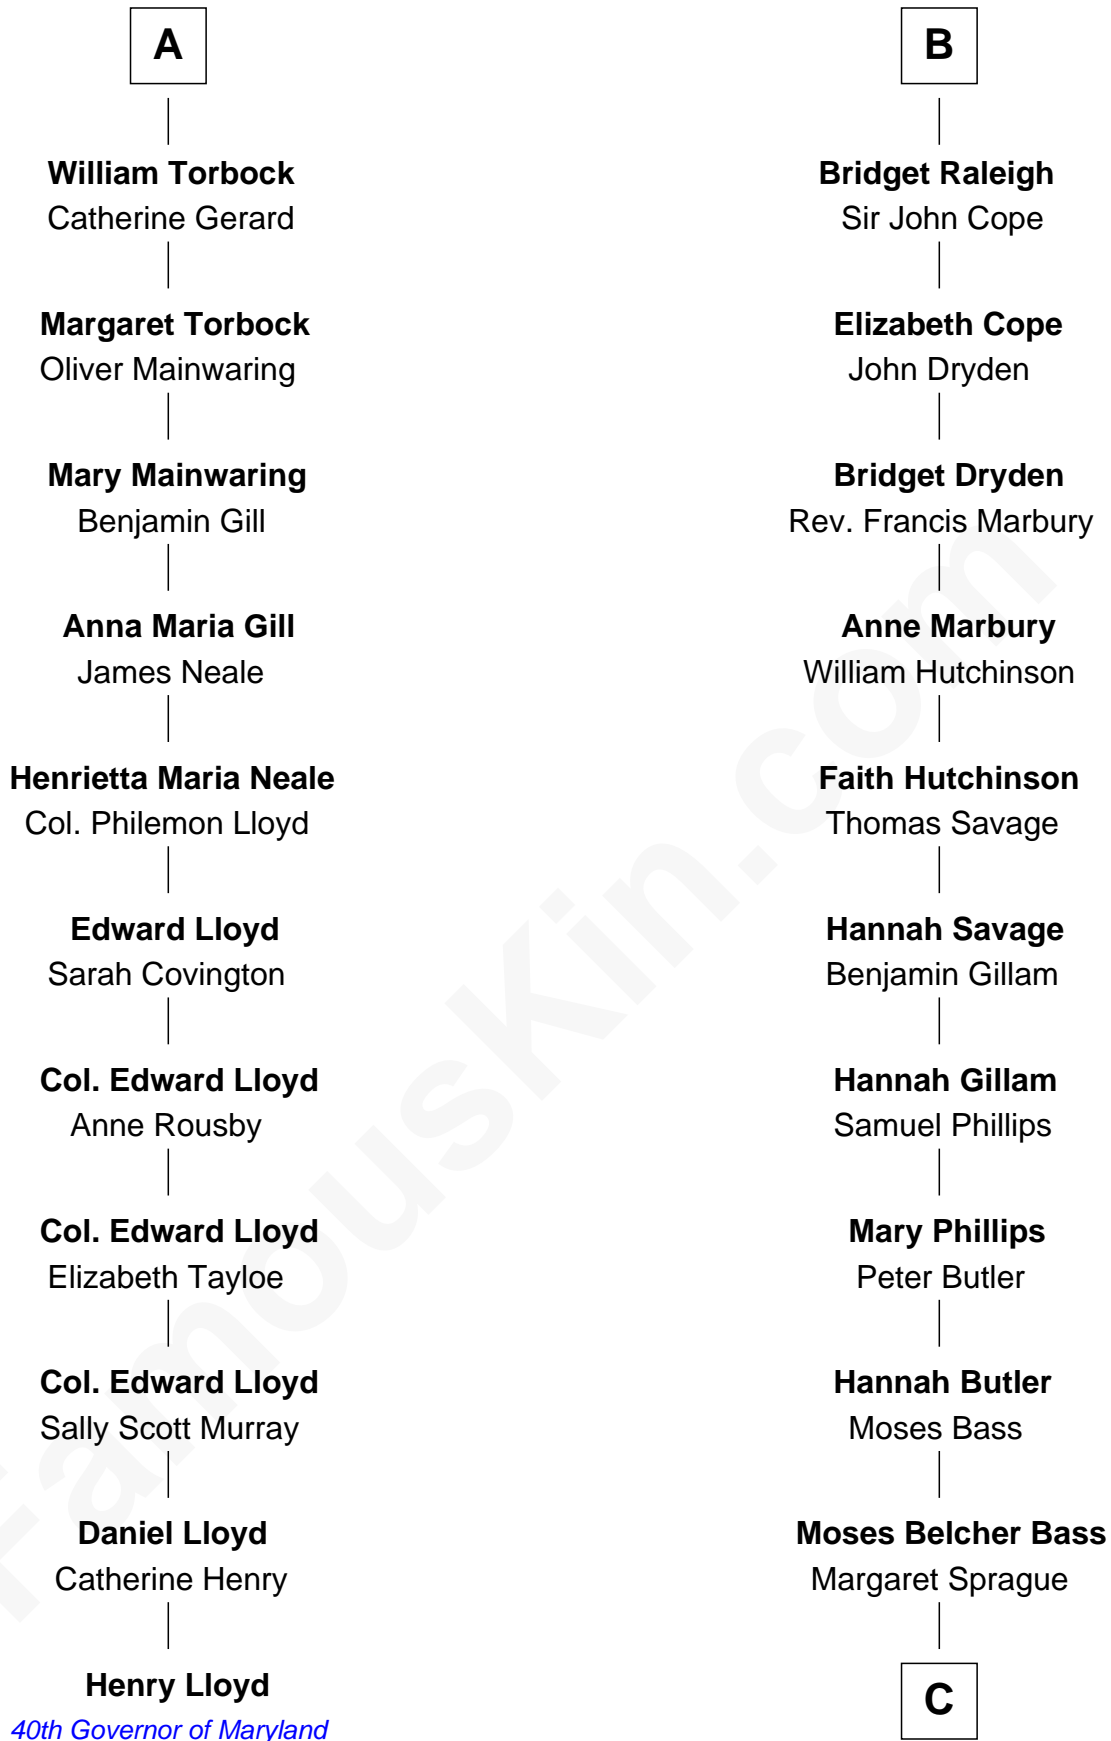 A
William Torbock
Catherine Gerard
Margaret Torbock
Oliver Mainwaring
Mary Mainwaring
Benjamin Gill
Anna Maria Gill
James Neale
Henrietta Maria Neale
Col. Philemon Lloyd
Edward Lloyd
Sarah Covington
Col. Edward Lloyd
Anne Rousby
Col. Edward Lloyd
Elizabeth Tayloe
Col. Edward Lloyd
Sally Scott Murray
Daniel Lloyd
Catherine Henry
Henry Lloyd
40th Governor of Maryland
B
Bridget Raleigh
Sir John Cope
Elizabeth Cope
John Dryden
Bridget Dryden
Rev. Francis Marbury
Anne Marbury
William Hutchinson
Faith Hutchinson
Thomas Savage
Hannah Savage
Benjamin Gillam
Hannah Gillam
Samuel Phillips
Mary Phillips
Peter Butler
Hannah Butler
Moses Bass
Moses Belcher Bass
Margaret Sprague
C
FamousKin.com